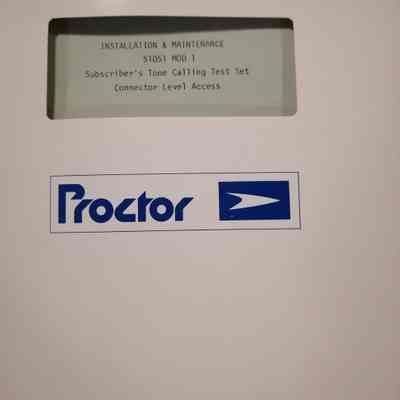 INSTALLATION & MAINTENANCE
51051 MOD 1
Subscriber's Tone Calling Test Set
Connector Level Access
Proctor